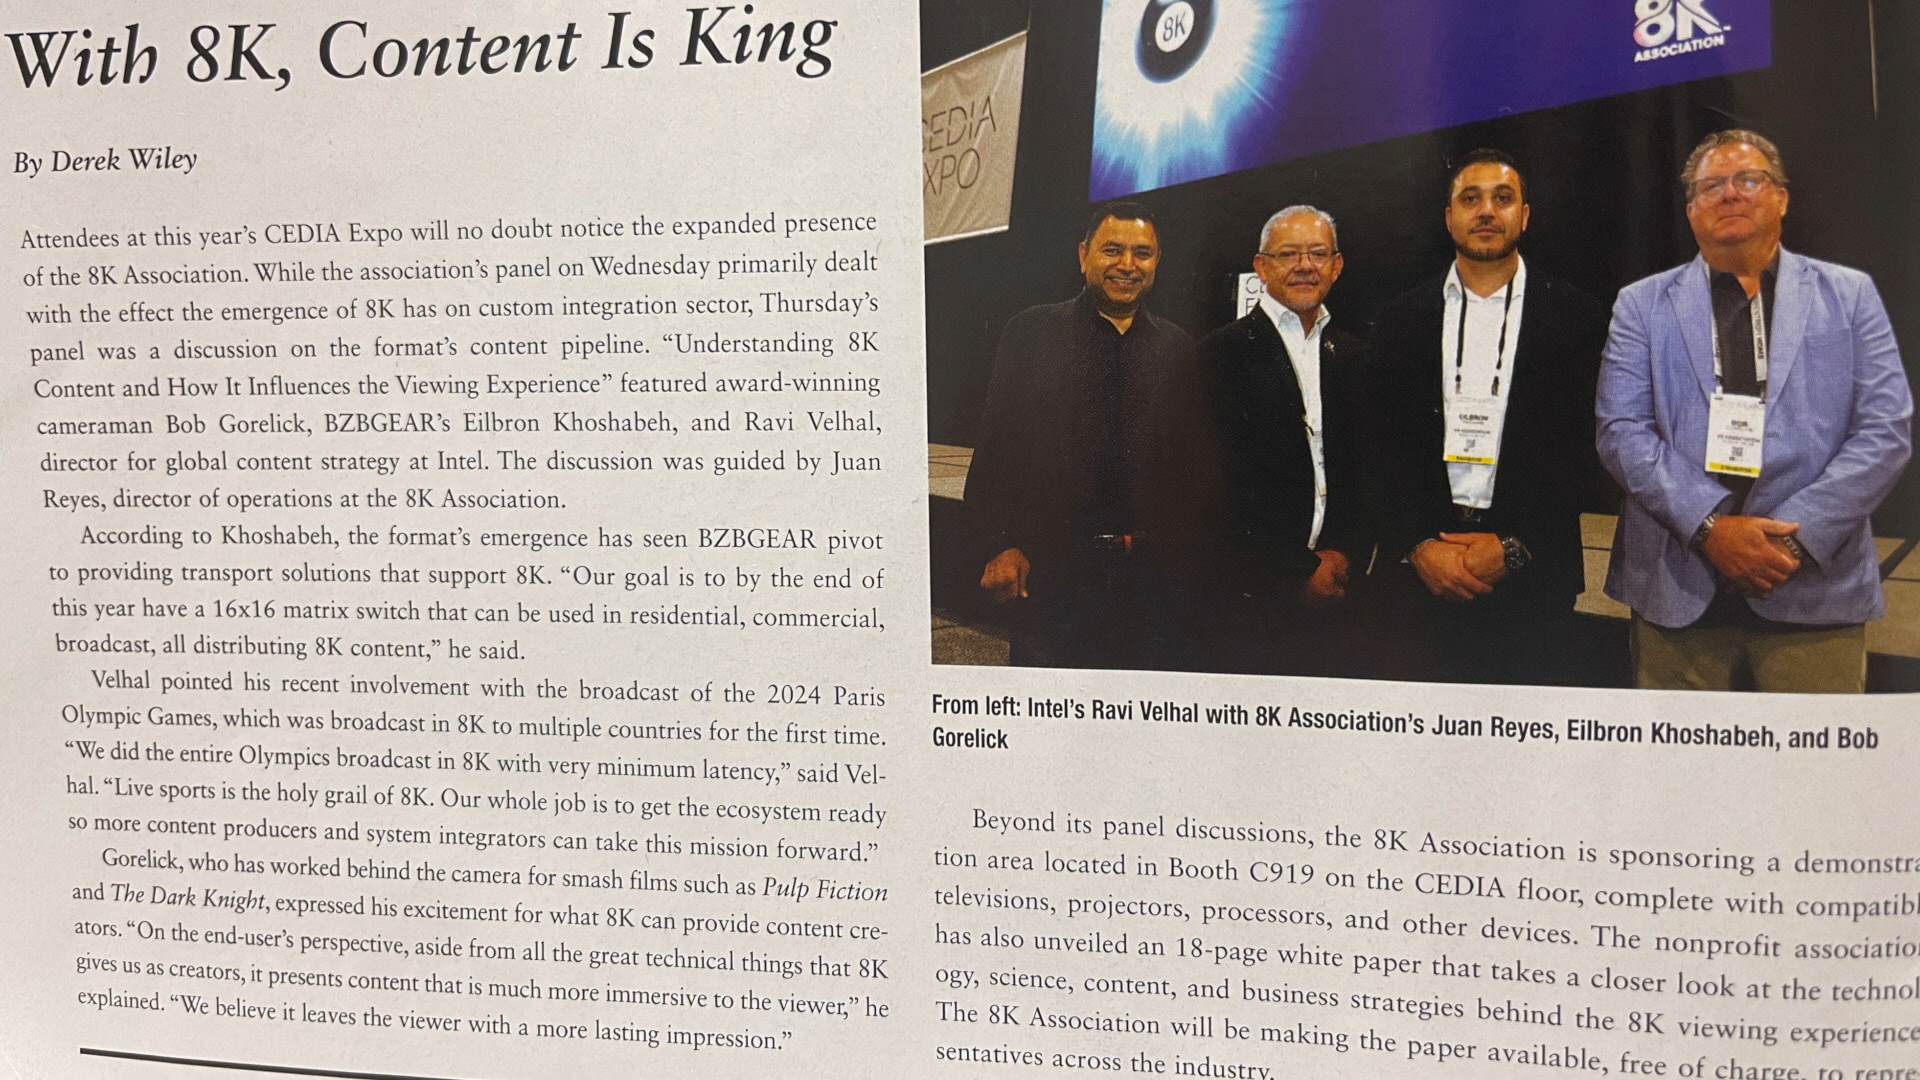 With 8K, Content Is King
By Derek Wiley
Attendees at this year's CEDIA Expo will no doubt notice the expanded presence
of the 8K Association. While the association's panel on Wednesday primarily dealt
with the effect the emergence of 8K has on custom integration sector, Thursday's
panel was a discussion on the format's content pipeline. “Understanding 8K
Content and How It Influences the Viewing Experience” featured award-winning
cameraman Bob Gorelick, BZBGEAR's Eilbron Khoshabeh, and Ravi Velhal,
director for global content strategy at Intel. The discussion was guided by Juan
Reyes, director of operations at the 8K Association.
According to Khoshabeh, the format's emergence has seen BZBGEAR pivot
to providing transport solutions that support 8K. “Our goal is to by the end of
this year have a 16x16 matrix switch that can be used in residential, commercial,
broadcast, all distributing 8K content,” he said.
Velhal pointed his recent involvement with the broadcast of the 2024 Paris
Olympic Games, which was broadcast in 8K to multiple countries for the first time.
“We did the entire Olympics broadcast in 8K with very minimum latency,” said Vel-
hal. “Live sports is the holy grail of 8K. Our whole job is to get the ecosystem ready
so more content producers and system integrators can take this mission forward.”
Gorelick, who has worked behind the camera for smash films such as Pulp Fiction
and The Dark Knight, expressed his excitement for what 8K can provide content cre-
ators. “On the end-user's perspective, aside from all the great technical things that 8K
gives us as creators, it presents content that is much more immersive to the viewer,” he
explained. “We believe it leaves the viewer with a more lasting impression.”
8K
8K
ASSOCIATION
CEDIA
EXPO
EILBRON
BOB
From left: Intel's Ravi Velhal with 8K Association's Juan Reyes, Eilbron Khoshabeh, and Bob
Gorelick
Beyond its panel discussions, the 8K Association is sponsoring a demonstra
tion area located in Booth C919 on the CEDIA floor, complete with compatibl
televisions, projectors, processors, and other devices. The nonprofit associatio
has also unveiled an 18-page white paper that takes a closer look at the technol
ogy, science, content, and business strategies behind the 8K viewing experience
The 8K Association will be making the paper available, free of charge, to repre
sentatives across the industry.